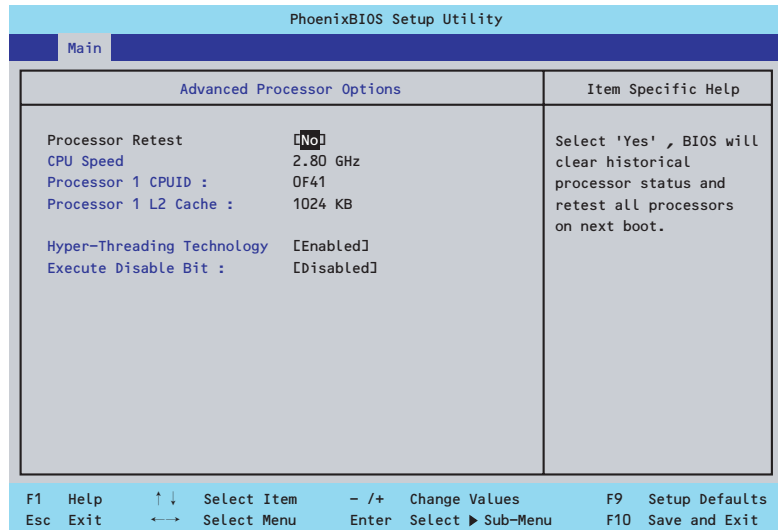 PhoenixBIOS Setup Utility
Main
Advanced Processor Options
Item Specific Help
Processor Retest [No]
CPU Speed 2.80 GHz
Processor 1 CPUID : 0F41
Processor 1 L2 Cache : 1024 KB
Hyper-Threading Technology [Enabled]
Execute Disable Bit : [Disabled]
Select 'Yes' , BIOS will
clear historical
processor status and
retest all processors
on next boot.
F1 Help ↑↓ Select Item - /+ Change Values F9 Setup Defaults
Esc Exit ←→ Select Menu Enter Select ▶ Sub-Menu F10 Save and Exit